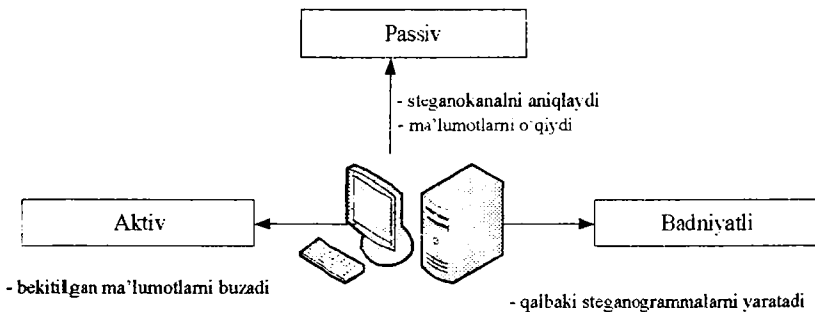 Passiv
- steganokanalni aniqlaydi
- ma'lumotlarni o'qiydi
Aktiv
Badniyatli
- bekitilgan ma'lumotlarni buzadi
- qalbaki steganogrammalarni yaratadi